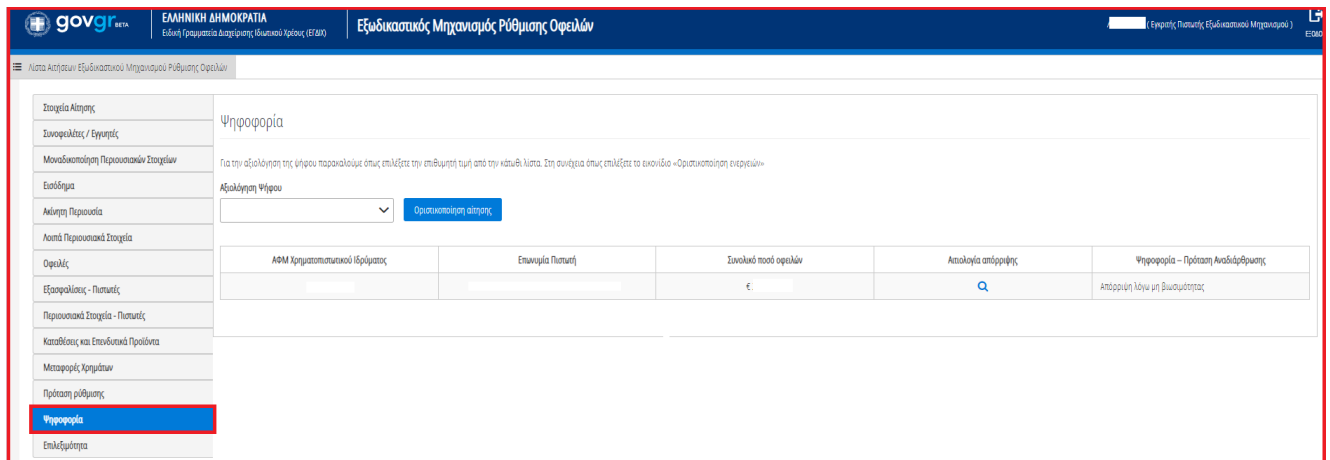 govgr BETA
ΕΛΛΗΝΙΚΗ ΔΗΜΟΚΡΑΤΙΑ
Ειδική Γραμματεία Διαχείρισης Ιδιωτικού Χρέους (ΕΓΔΙΧ)
Εξωδικαστικός Μηχανισμός Ρύθμισης Οφειλών
( Εγκριτής Πιστωτής Εξωδικαστικού Μηχανισμού )
Λίστα Αιτήσεων Εξωδικαστικού Μηχανισμού Ρύθμισης Οφειλών
Στοιχεία Αίτησης
Συνοφειλέτες / Εγγυητές
Μοναδικοποίηση Περιουσιακών Στοιχείων
Εισόδημα
Ακίνητη Περιουσία
Λοιπά Περιουσιακά Στοιχεία
Οφειλές
Εξασφαλίσεις - Πιστωτές
Περιουσιακά Στοιχεία - Πιστωτές
Καταθέσεις και Επενδυτικά Προϊόντα
Μεταφορές Χρημάτων
Πρόταση ρύθμισης
Ψηφοφορία
Επιλεξιμότητα
Ψηφοφορία
Για την αξιολόγηση της ψήφου παρακαλούμε όπως επιλέξετε την επιθυμητή τιμή από την κάτωθι λίστα. Στη συνέχεια όπως επιλέξετε το εικονίδιο «Οριστικοποίηση ενεργειών»
Αξιολόγηση Ψήφου
Οριστικοποίηση αίτησης
ΑΦΜ Χρηματοπιστωτικού Ιδρύματος
Επωνυμία Πιστωτή
Συνολικό ποσό οφειλών
Αιτιολογία απόρριψης
Ψηφοφορία – Πρόταση Αναδιάρθρωσης
€
Απόρριψη λόγω μη βιωσιμότητας